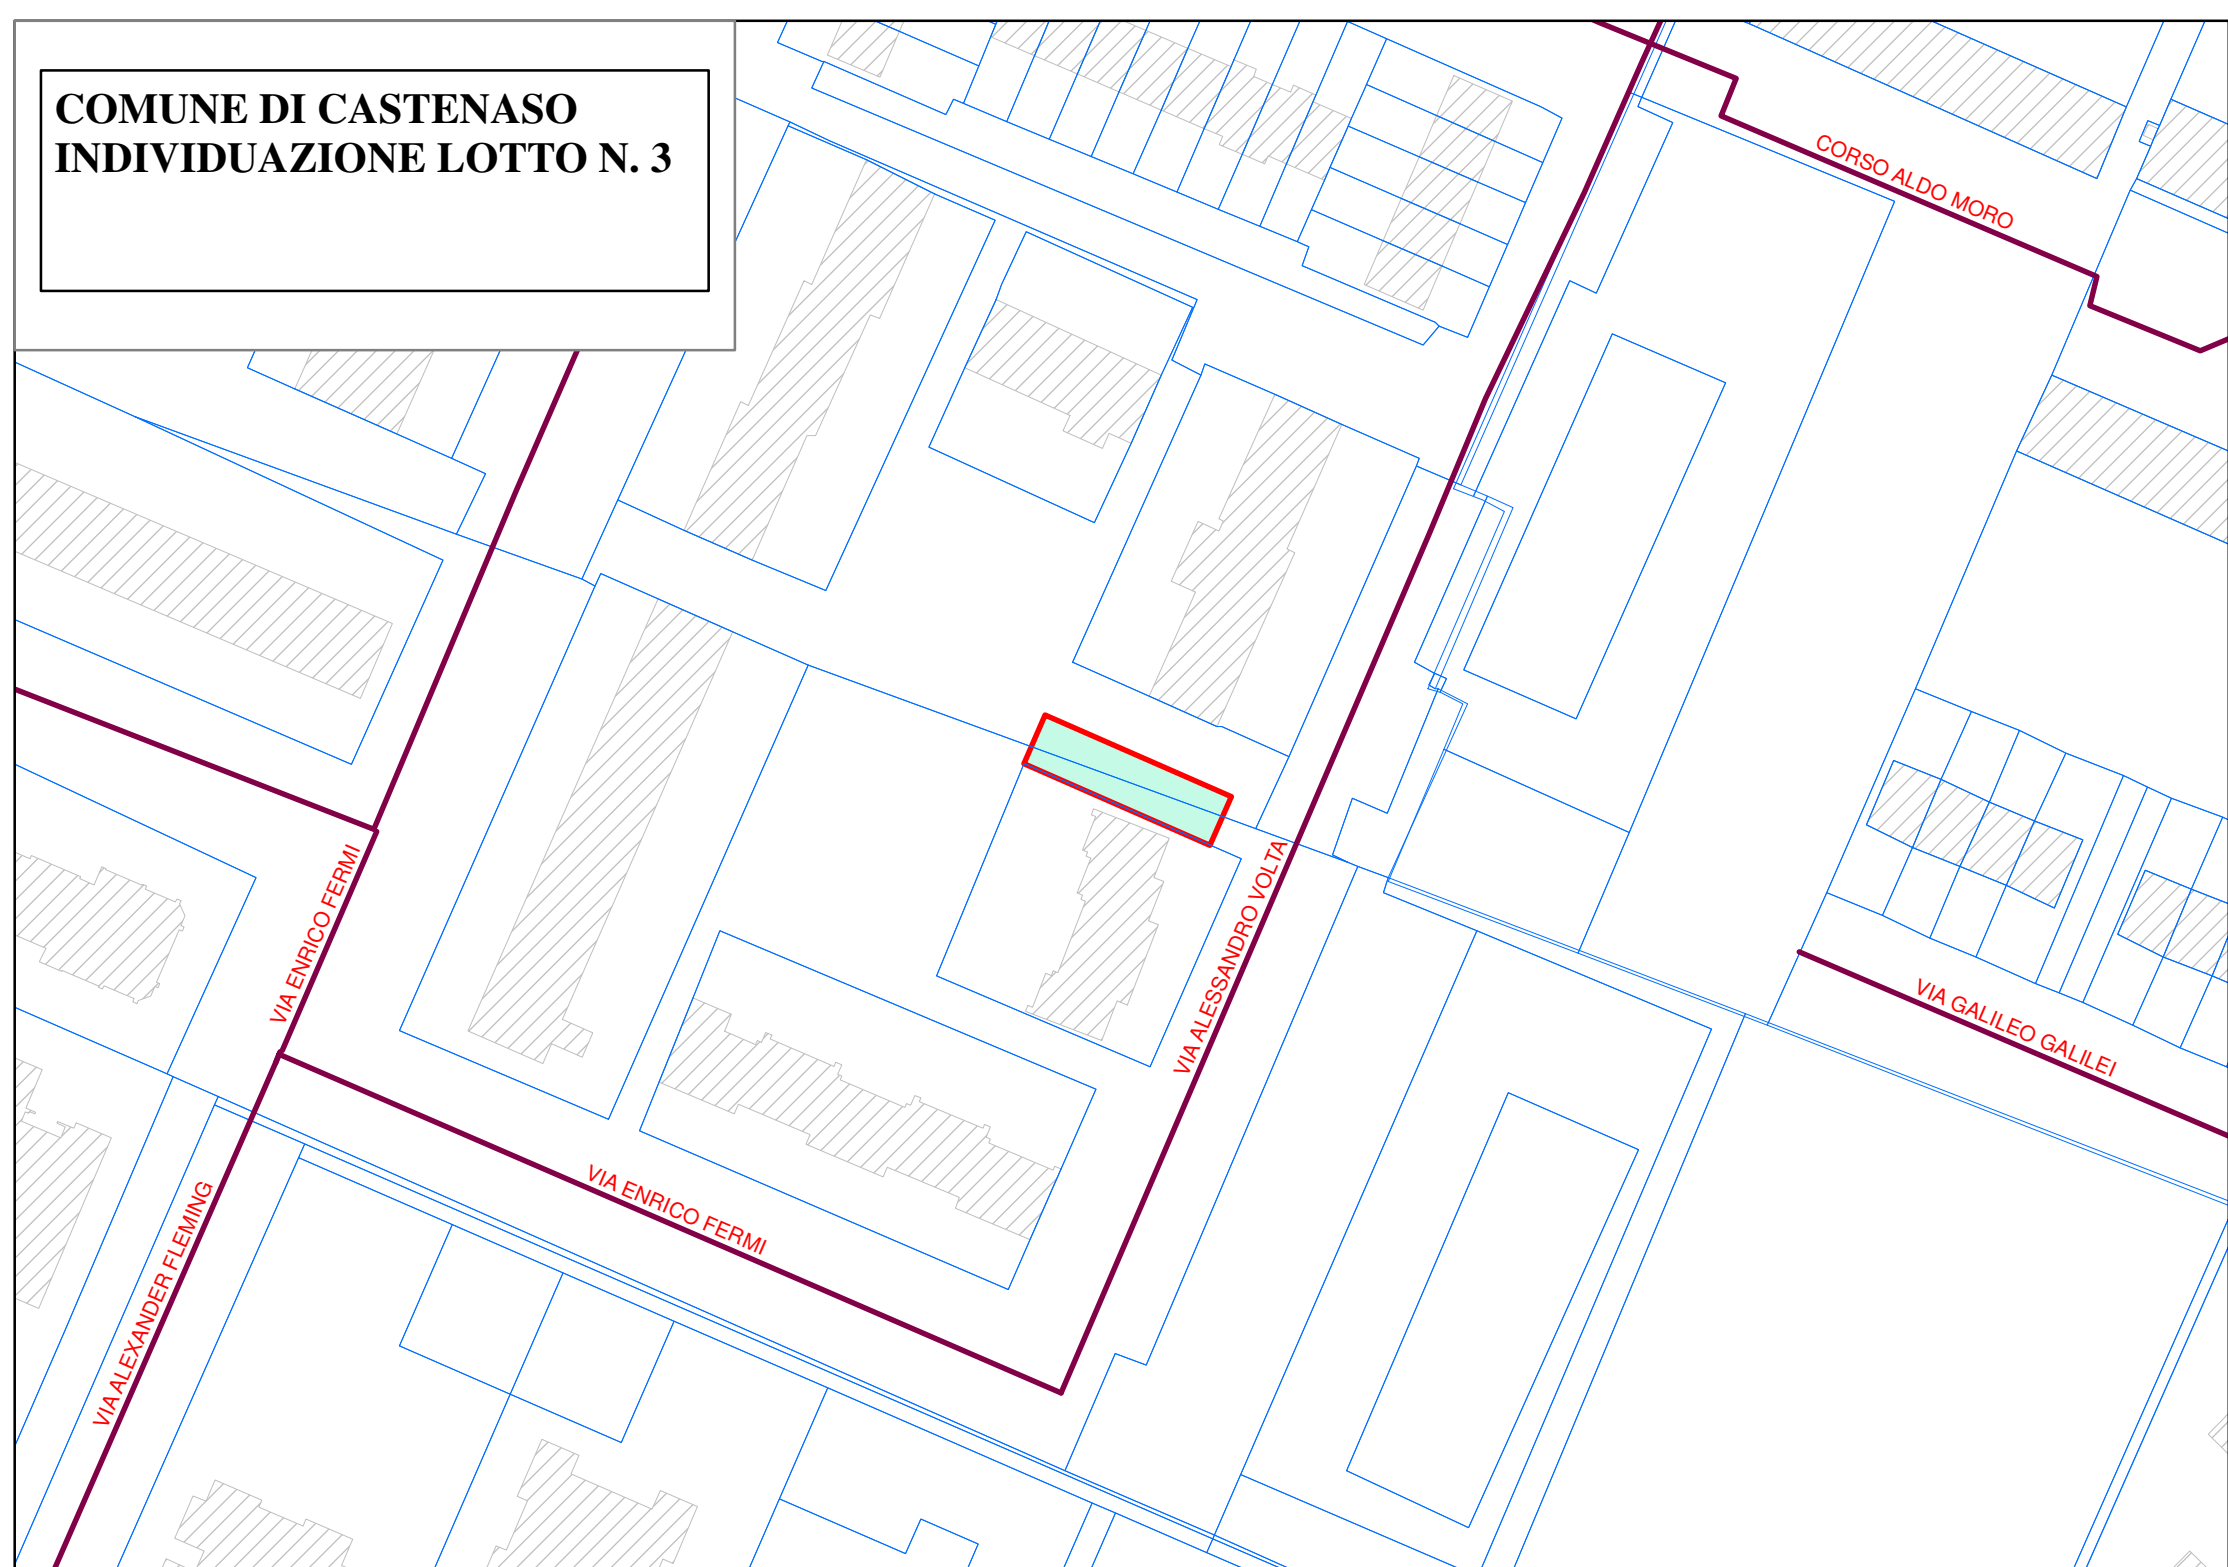 COMUNE DI CASTENASO
INDIVIDUAZIONE LOTTO N. 3
CORSO ALDO MORO
VIA ENRICO FERMI
VIA ALESSANDRO VOLTA
VIA GALILEO GALILEI
VIA ENRICO FERMI
VIA ALEXANDER FLEMING